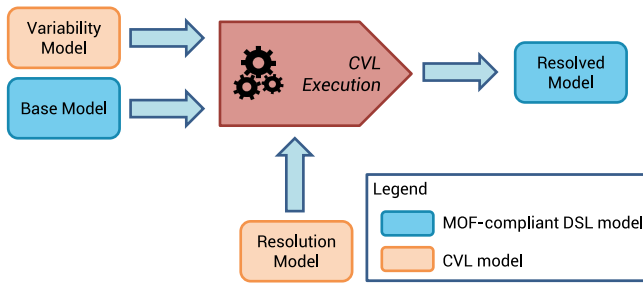 Variability
Model
Base Model
CVL
Execution
Resolved
Model
Resolution
Model
Legend
MOF-compliant DSL model
CVL model